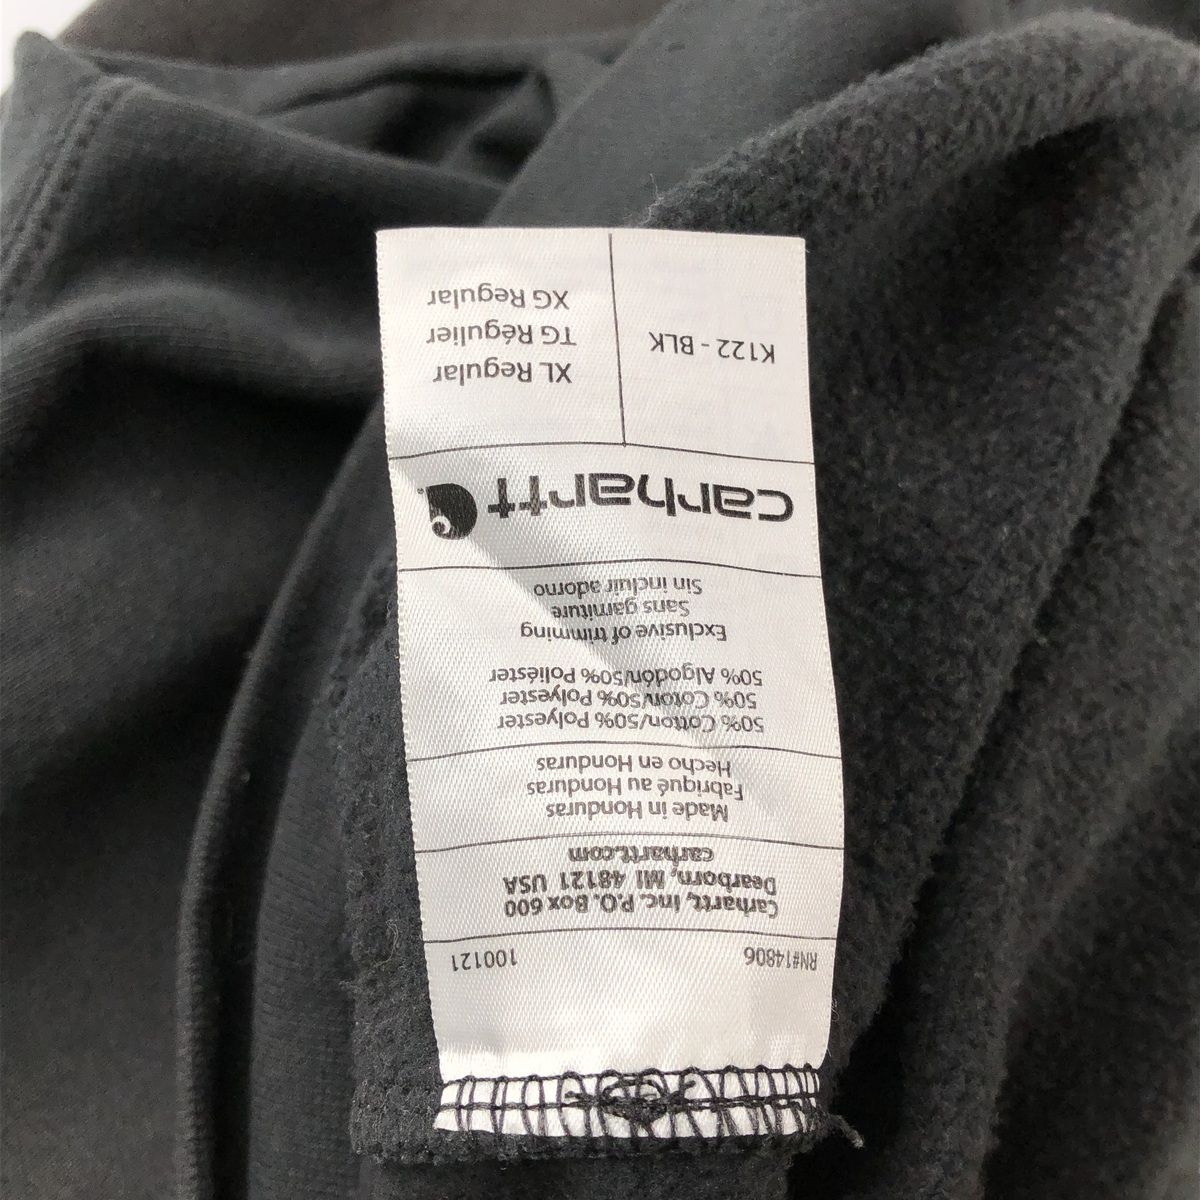 RN#14806 100121
Carhartt, Inc. P.O. Box 600
Dearborn, MI 48121 USA
carhartt.com
Made in Honduras
Fabriqué au Honduras
Hecho en Honduras
50% Cotton/50% Polyester
50% Coton/50% Polyester
50% Algodón/50% Poliéster
Exclusive of trimming
Sans garniture
Sin incluir adorno
carhartt
K122 - BLK
XL Regular
TG Régulier
XG Regular